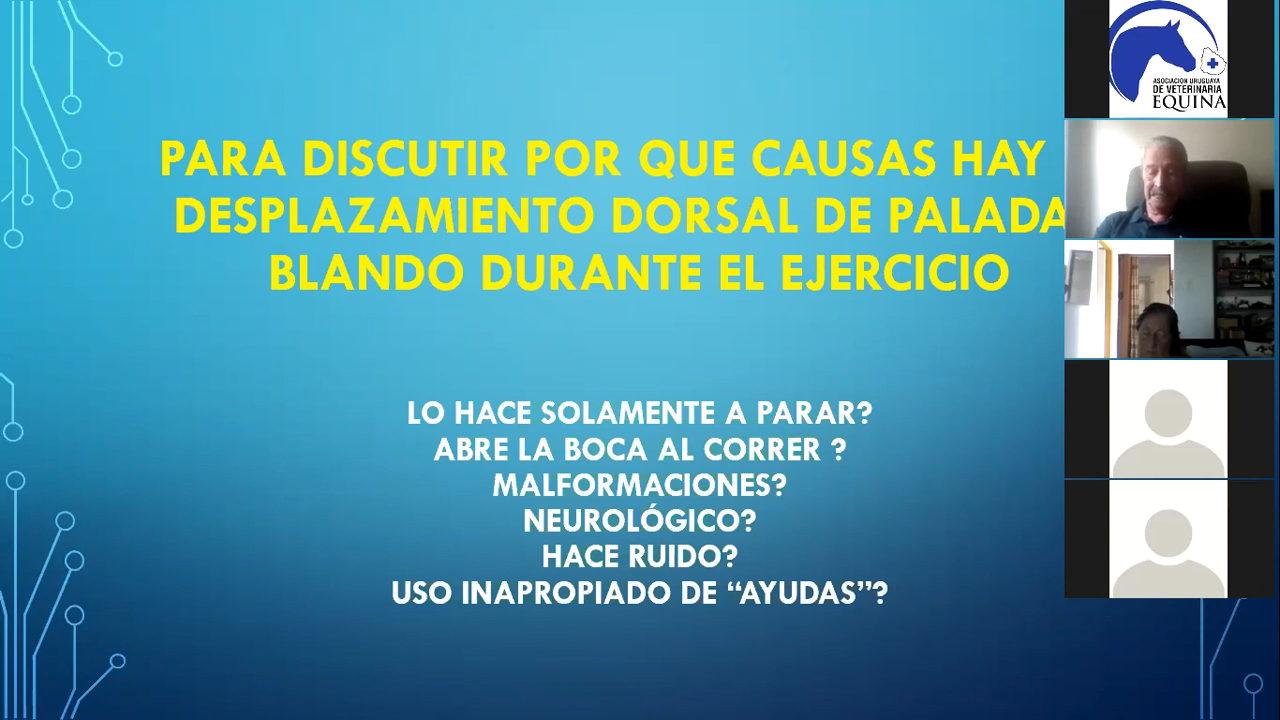 PARA DISCUTIR POR QUE CAUSAS HAY
DESPLAZAMIENTO DORSAL DE PALADA
BLANDO DURANTE EL EJERCICIO
LO HACE SOLAMENTE A PARAR?
ABRE LA BOCA AL CORRER ?
MALFORMACIONES?
NEUROLÓGICO?
HACE RUIDO?
USO INAPROPIADO DE “AYUDAS”?
ASOCIACION URUGUAYA
DE VETERINARIA
EQUINA